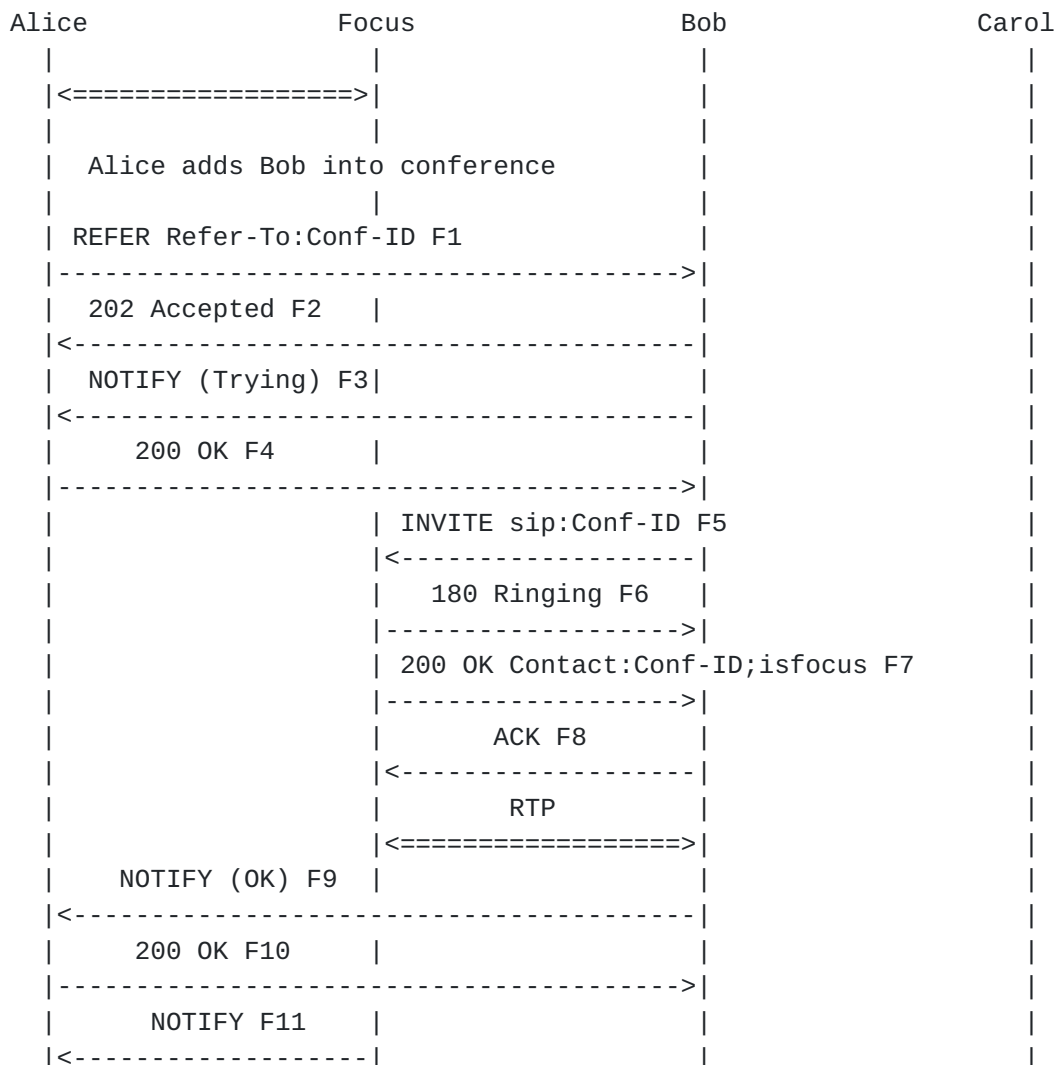 Alice                Focus                 Bob                Carol
  |                    |                    |                    |
  |<==================>|                    |                    |
  |                    |                    |                    |
  |  Alice adds Bob into conference         |                    |
  |                    |                    |                    |
  | REFER Refer-To:Conf-ID F1               |                    |
  |---------------------------------------->|                    |
  |  202 Accepted F2   |                    |                    |
  |<----------------------------------------|                    |
  |  NOTIFY (Trying) F3|                    |                    |
  |<----------------------------------------|                    |
  |     200 OK F4      |                    |                    |
  |---------------------------------------->|                    |
  |                    | INVITE sip:Conf-ID F5                   |
  |                    |<-------------------|                    |
  |                    |   180 Ringing F6   |                    |
  |                    |------------------->|                    |
  |                    | 200 OK Contact:Conf-ID;isfocus F7       |
  |                    |------------------->|                    |
  |                    |       ACK F8       |                    |
  |                    |<-------------------|                    |
  |                    |        RTP         |                    |
  |                    |<==================>|                    |
  |    NOTIFY (OK) F9  |                    |                    |
  |<----------------------------------------|                    |
  |     200 OK F10     |                    |                    |
  |---------------------------------------->|                    |
  |      NOTIFY F11    |                    |                    |
  |<-------------------|                    |                    |